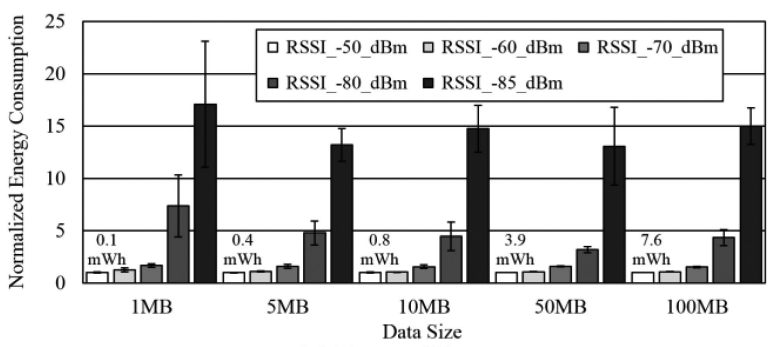 Normalized Energy Consumption
25
20
15
10
5
0
RSSI_-50_dBm RSSI_-60_dBm RSSI_-70_dBm
RSSI_-80_dBm RSSI_-85_dBm
0.1
mWh
0.4
mWh
0.8
mWh
3.9
mWh
7.6
mWh
1MB 5MB 10MB 50MB 100MB
Data Size